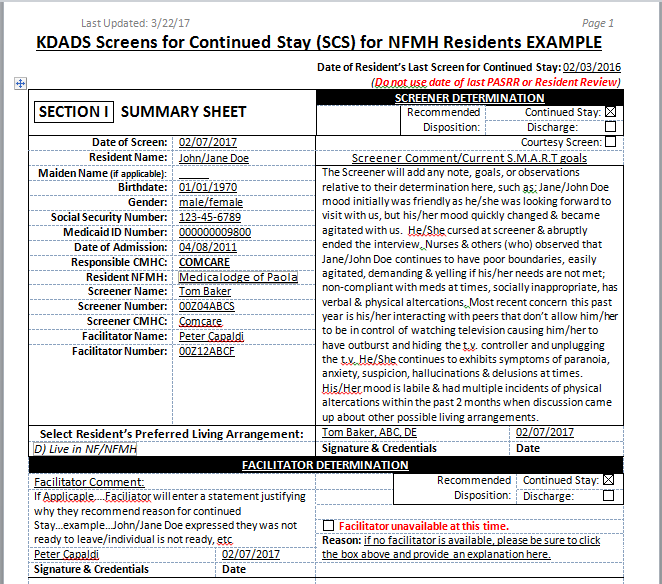 Last Updated: 3/22/17
Page 1
KDADS Screens for Continued Stay (SCS) for NFMH Residents EXAMPLE
Date of Resident's Last Screen for Continued Stay: 02/03/2016
(Do not use date of last PASRR or Resident Review)
SECTION I SUMMARY SHEET
SCREENER DETERMINATION
Recommended Continued Stay: ☒
Disposition: Discharge: ☐
Courtesy Screen: ☐
Date of Screen: 02/07/2017
Resident Name: John/Jane Doe
Maiden Name (if applicable):
Birthdate: 01/01/1970
Gender: male/female
Social Security Number: 123-45-6789
Medicaid ID Number: 000000009800
Date of Admission: 04/08/2011
Responsible CMHC: COMCARE
Resident NFMH: Medicalodge of Paola
Screener Name: Tom Baker
Screener Number: 00Z04ABCS
Screener CMHC: Comcare
Facilitator Name: Peter Capaldi
Facilitator Number: 00Z12ABCF
Screener Comment/Current S.M.A.R.T goals
The Screener will add any note, goals, or observations
relative to their determination here, such as: Jane/John Doe
mood initially was friendly as he/she was looking forward to
visit with us, but his/her mood quickly changed & became
agitated with us. He/She cursed at screener & abruptly
ended the interview. Nurses & others (who) observed that
Jane/John Doe continues to have poor boundaries, easily
agitated, demanding & yelling if his/her needs are not met;
non-compliant with meds at times, socially inappropriate, has
verbal & physical altercations. Most recent concern this past
year is his/her interacting with peers that don't allow him/her
to be in control of watching television causing him/her to
have outburst and hiding the t.v. controller and unplugging
the t.v. He/She continues to exhibits symptoms of paranoia,
anxiety, suspicion, hallucinations & delusions at times.
His/Her mood is labile & had multiple incidents of physical
altercations within the past 2 months when discussion came
up about other possible living arrangements.
Select Resident's Preferred Living Arrangement:
D) Live in NF/NFMH
Tom Baker, ABC, DE 02/07/2017
Signature & Credentials Date
FACILITATOR DETERMINATION
Facilitator Comment:
If Applicable....Faciliator will enter a statement justifying
why they recommend reason for continued
Stay...example...John/Jane Doe expressed they was not
ready to leave/individual is not ready, etc
Peter Capaldi 02/07/2017
Signature & Credentials Date
Recommended Continued Stay: ☒
Disposition: Discharge: ☐
☐ Facilitator unavailable at this time.
Reason: if no facilitator is available, please be sure to click
the box above and provide an explanation here.